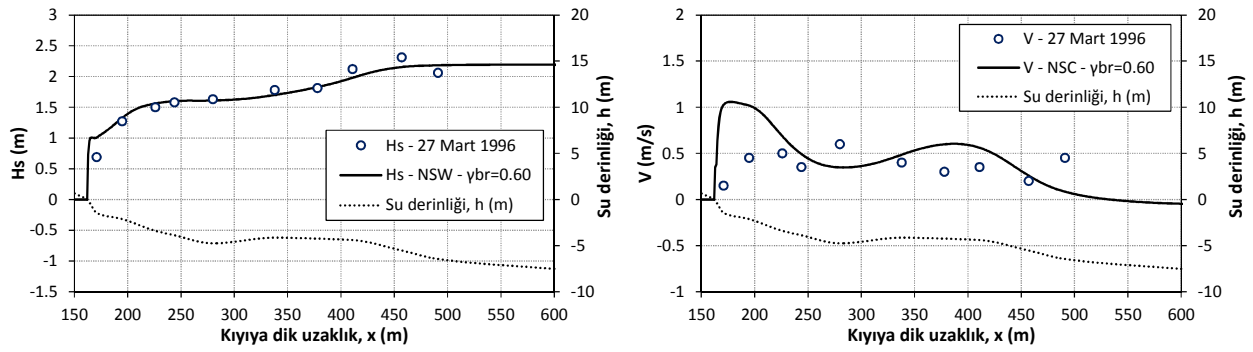 3
2.5
2
1.5
1
0.5
0
-0.5
-1
-1.5
Hs (m)
20
15
10
5
0
-5
-10
Su derinliği, h (m)
Hs - 27 Mart 1996
Hs - NSW - γbr=0.60
Su derinliği, h (m)
150 200 250 300 350 400 450 500 550 600
Kıyıya dik uzaklık, x (m)
2
1.5
1
0.5
0
-0.5
-1
V (m/s)
20
15
10
5
0
-5
-10
Su derinliği, h (m)
V - 27 Mart 1996
V - NSC - γbr=0.60
Su derinliği, h (m)
150 200 250 300 350 400 450 500 550 600
Kıyıya dik uzaklık, x (m)